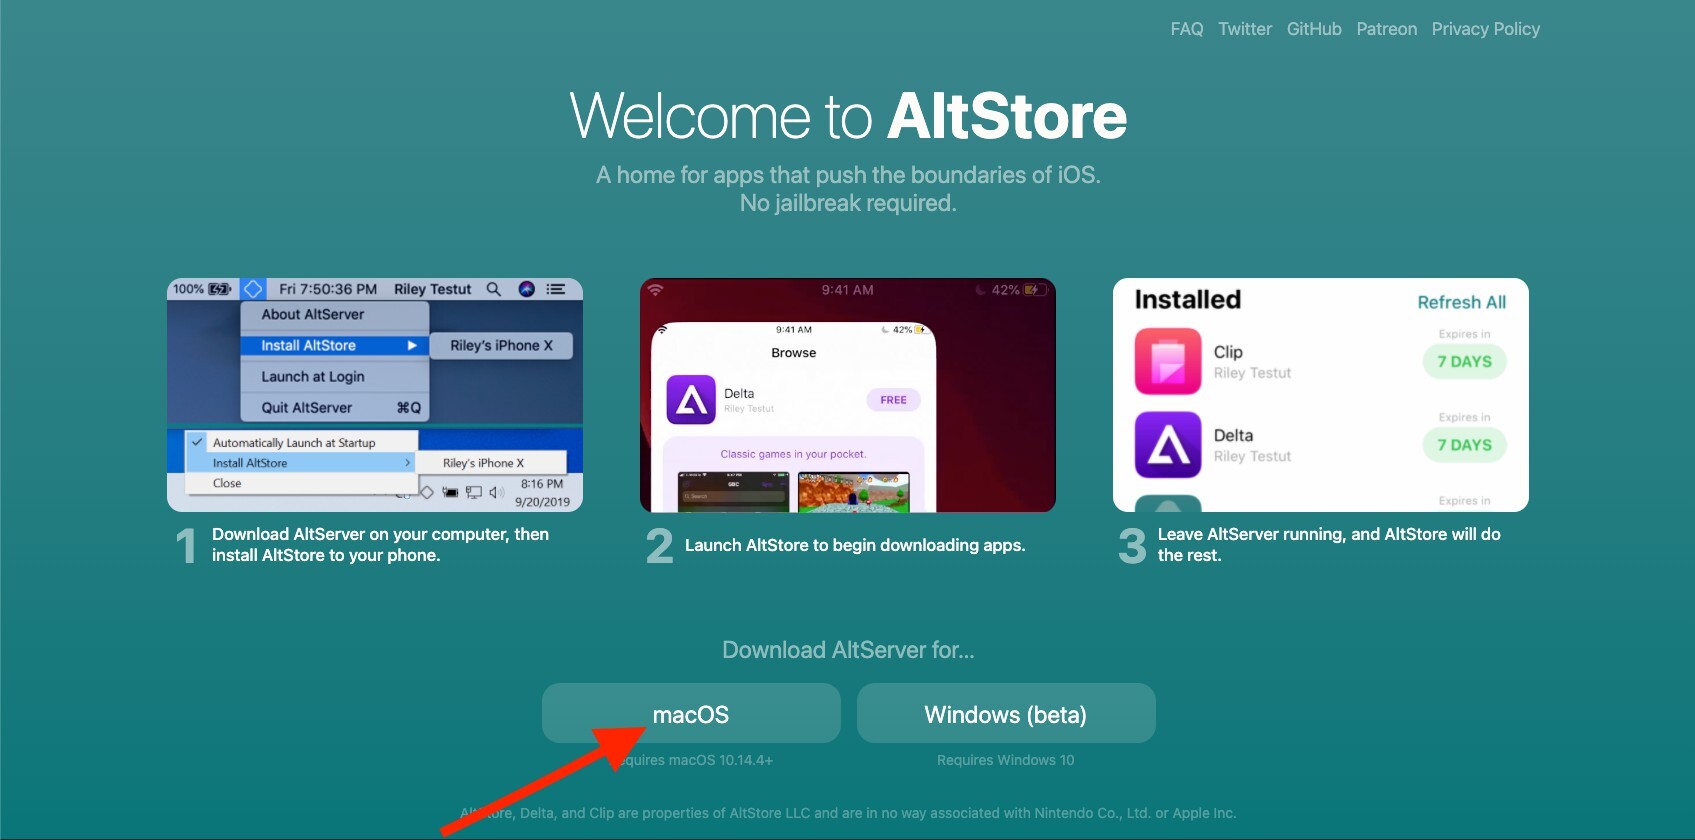 FAQ Twitter GitHub Patreon Privacy Policy
Welcome to AltStore
A home for apps that push the boundaries of iOS.
No jailbreak required.
100% Fri 7:50:36 PM Riley Testut
About AltServer
Install AltStore ▶ Riley's iPhone X
Launch at Login
Quit AltServer ⌘Q
Automatically Launch at Startup
Install AltStore > Riley's iPhone X
Close
8:16 PM
9/20/2019
9:41 AM 42%
9:41 AM 42%
Browse
Delta
Riley Testut
FREE
Classic games in your pocket.
GBC
Search
Installed Refresh All
Expires in
Clip
Riley Testut
7 DAYS
Expires in
Delta
Riley Testut
7 DAYS
Expires in
1 Download AltServer on your computer, then
install AltStore to your phone.
2 Launch AltStore to begin downloading apps.
3 Leave AltServer running, and AltStore will do
the rest.
Download AltServer for...
macOS Windows (beta)
equires macOS 10.14.4+ Requires Windows 10
AltStore, Delta, and Clip are properties of AltStore LLC and are in no way associated with Nintendo Co., Ltd. or Apple Inc.